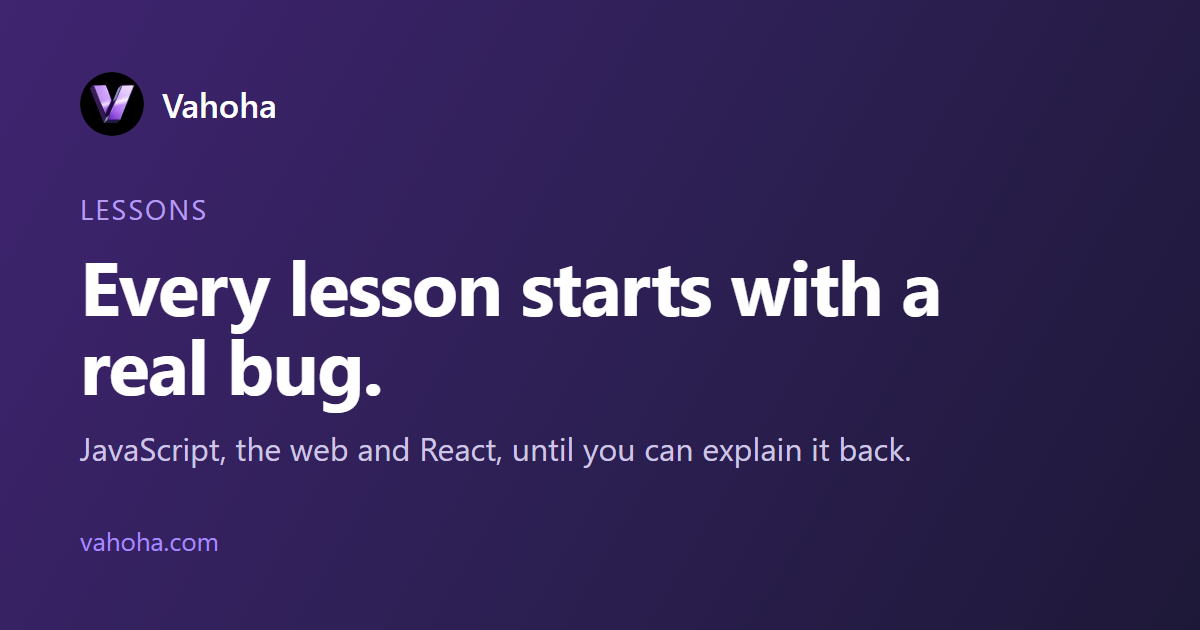 Vahoha
LESSONS
Every lesson starts with a
real bug.
JavaScript, the web and React, until you can explain it back.
vahoha.com